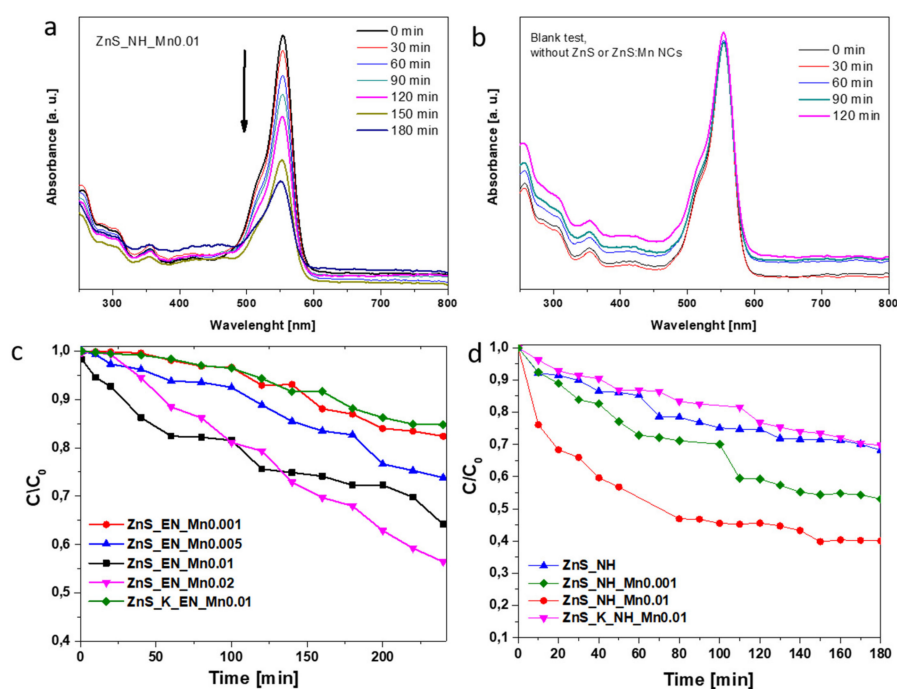 a
ZnS_NH_Mn0.01
0 min
30 min
60 min
90 min
120 min
150 min
180 min
Absorbance [a. u.]
300 400 500 600 700 800
Wavelenght [nm]
b
Blank test,
without ZnS or ZnS:Mn NCs
0 min
30 min
60 min
90 min
120 min
Absorbance [a. u.]
300 400 500 600 700 800
Wavelenght [nm]
c
1,0
0,9
0,8
0,7
0,6
0,5
0,4
C\C0
ZnS_EN_Mn0.001
ZnS_EN_Mn0.005
ZnS_EN_Mn0.01
ZnS_EN_Mn0.02
ZnS_K_EN_Mn0.01
0 50 100 150 200
Time [min]
d
1,0
0,9
0,8
0,7
0,6
0,5
0,4
0,3
0,2
0,1
C/C0
ZnS_NH
ZnS_NH_Mn0.001
ZnS_NH_Mn0.01
ZnS_K_NH_Mn0.01
0 20 40 60 80 100 120 140 160 180
Time [min]